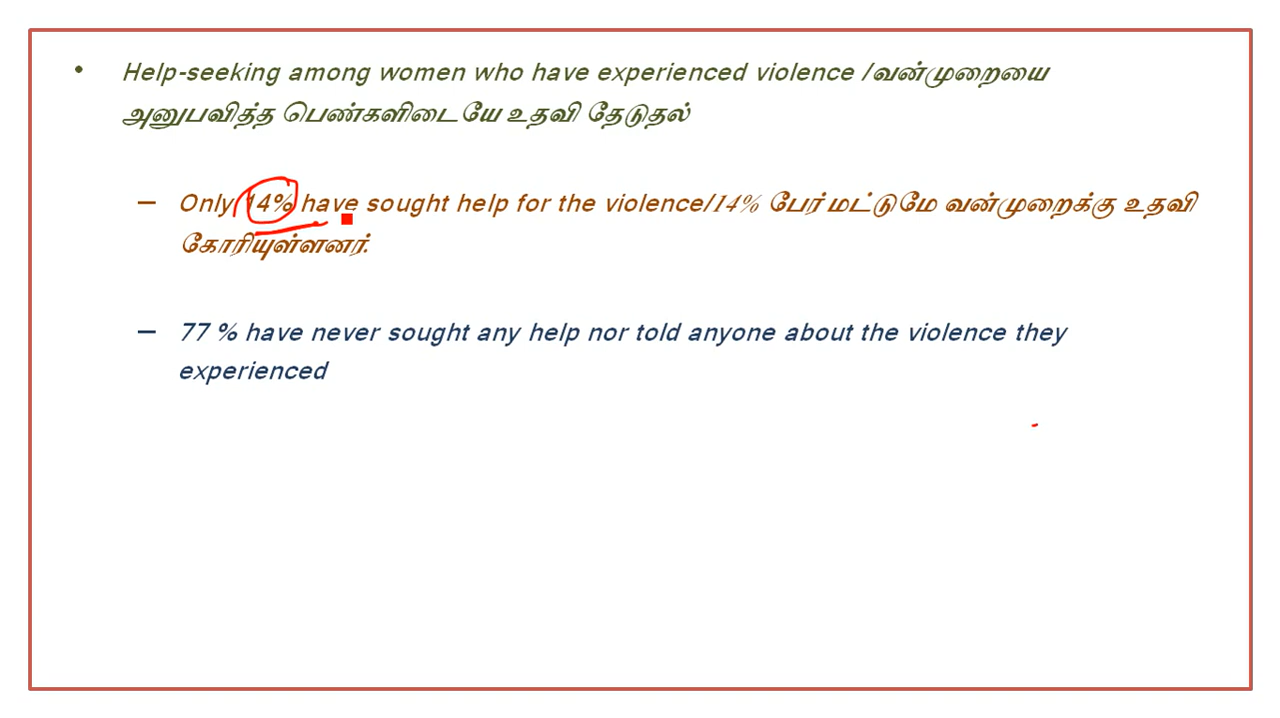 • Help-seeking among women who have experienced violence /வன்முறையை
அனுபவித்த பெண்களிடையே உதவி தேடுதல்
– Only 14% have sought help for the violence/14% பேர் மட்டுமே வன்முறைக்கு உதவி
கோரியுள்ளனர்.
– 77 % have never sought any help nor told anyone about the violence they
experienced